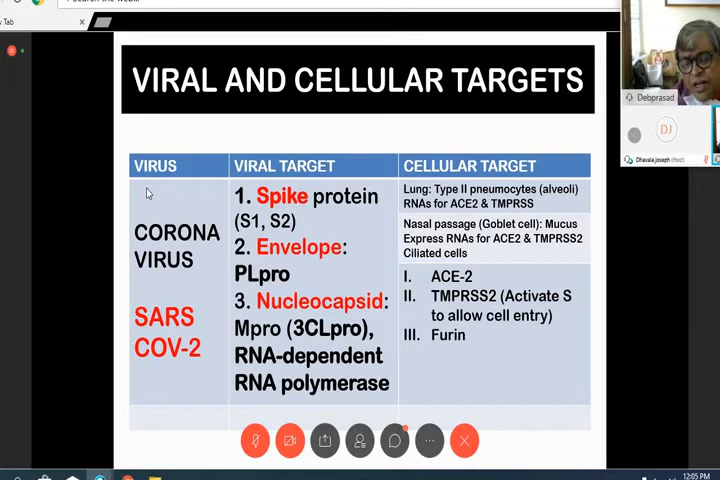 Tab
VIRAL AND CELLULAR TARGETS
Debprasad
DJ
Dhavala joseph (Host)
VIRUS
VIRAL TARGET
CELLULAR TARGET
CORONA
VIRUS
SARS
COV-2
1. Spike protein
(S1, S2)
2. Envelope:
PLpro
3. Nucleocapsid:
Mpro (3CLpro),
RNA-dependent
RNA polymerase
Lung: Type II pneumocytes (alveoli)
RNAs for ACE2 & TMPRSS
Nasal passage (Goblet cell): Mucus
Express RNAs for ACE2 & TMPRSS2
Ciliated cells
I. ACE-2
II. TMPRSS2 (Activate S
to allow cell entry)
III. Furin
12:05 PM